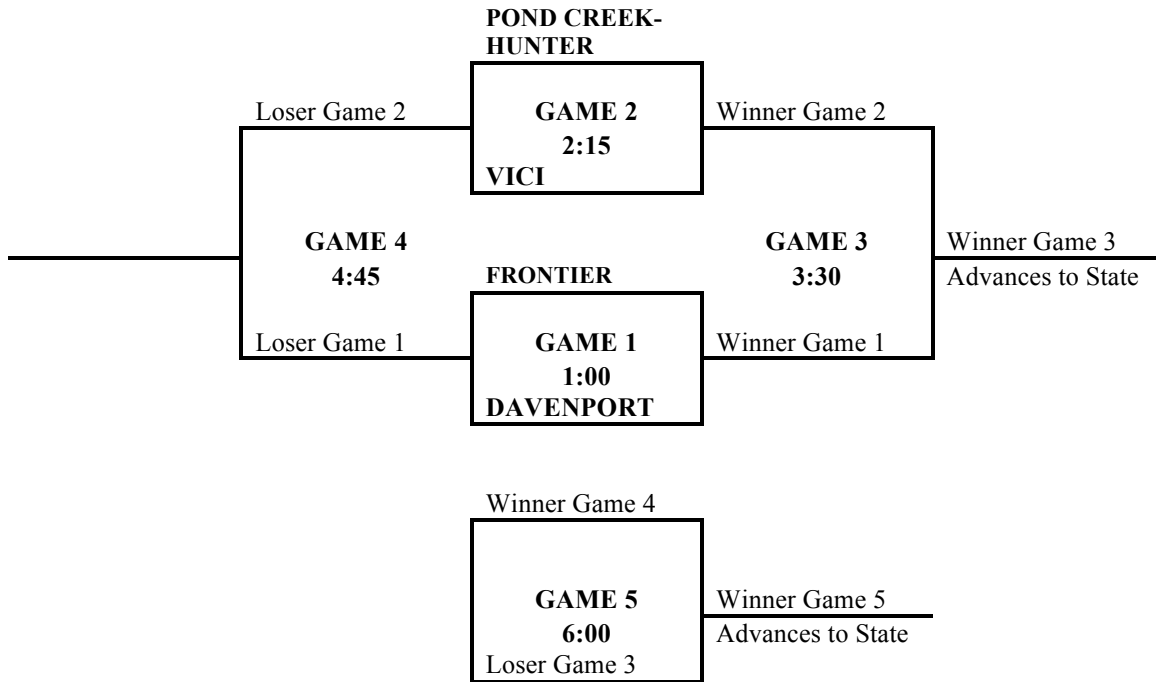 POND CREEK-
HUNTER
Loser Game 2
GAME 2
Winner Game 2
2:15
VICI
GAME 4
GAME 3
Winner Game 3
4:45
FRONTIER
3:30
Advances to State
Loser Game 1
GAME 1
Winner Game 1
1:00
DAVENPORT
Winner Game 4
GAME 5
Winner Game 5
6:00
Advances to State
Loser Game 3